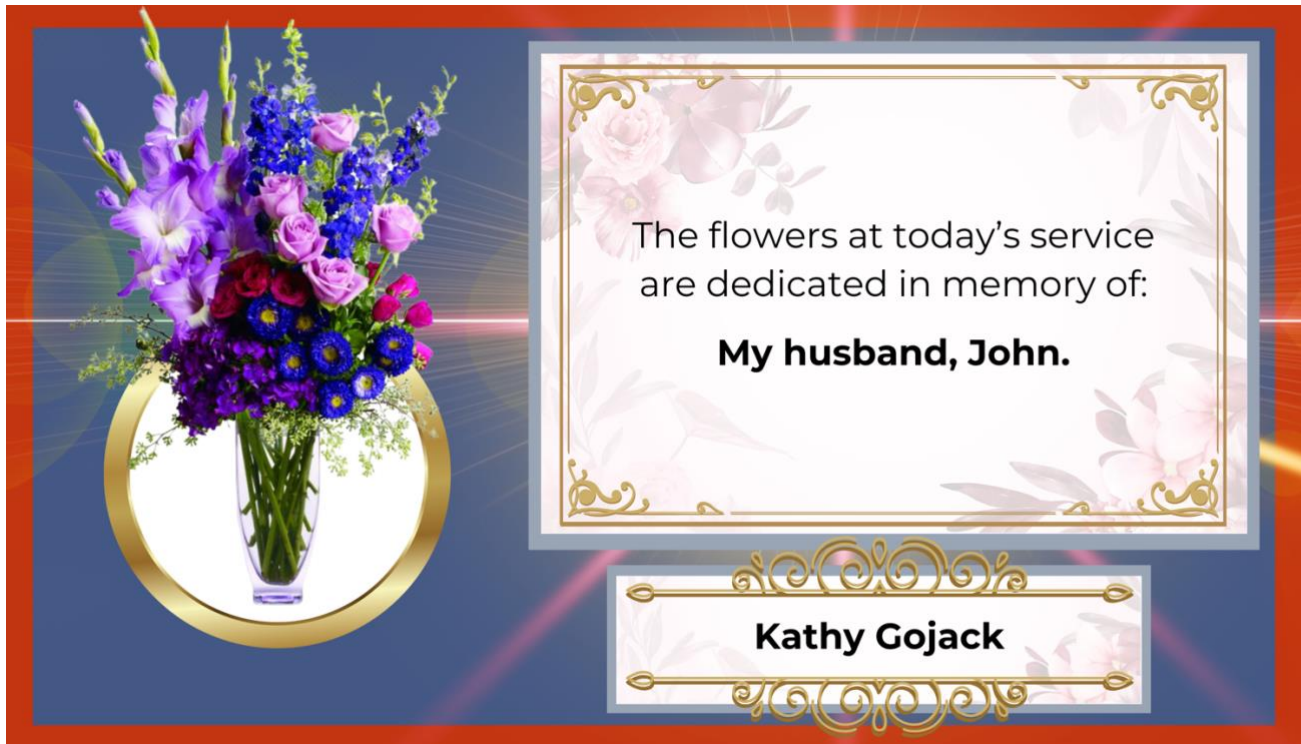 The flowers at today’s service
are dedicated in memory of:
My husband, John.
Kathy Gojack